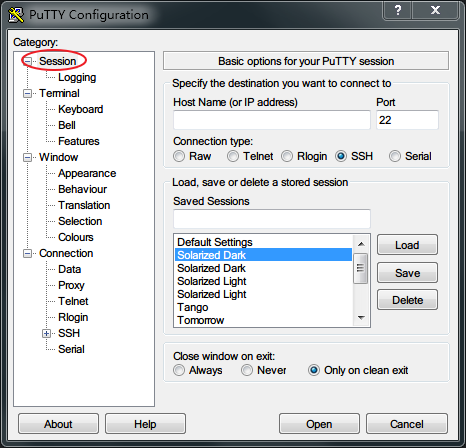 PuTTY Configuration
Category:
Session
Logging
Terminal
Keyboard
Bell
Features
Window
Appearance
Behaviour
Translation
Selection
Colours
Connection
Data
Proxy
Telnet
Rlogin
SSH
Serial
Basic options for your PuTTY session
Specify the destination you want to connect to
Host Name (or IP address) Port
22
Connection type:
Raw Telnet Rlogin SSH Serial
Load, save or delete a stored session
Saved Sessions
Default Settings
Solarized Dark
Solarized Dark
Solarized Light
Solarized Light
Tango
Tomorrow
Load
Save
Delete
Close window on exit:
Always Never Only on clean exit
About Help Open Cancel